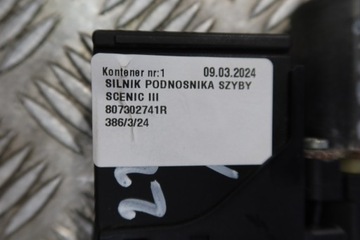 Kontener nr:1 09.03.2024
SILNIK PODNOSNIKA SZYBY
SCENIC III
807302741R
386/3/24